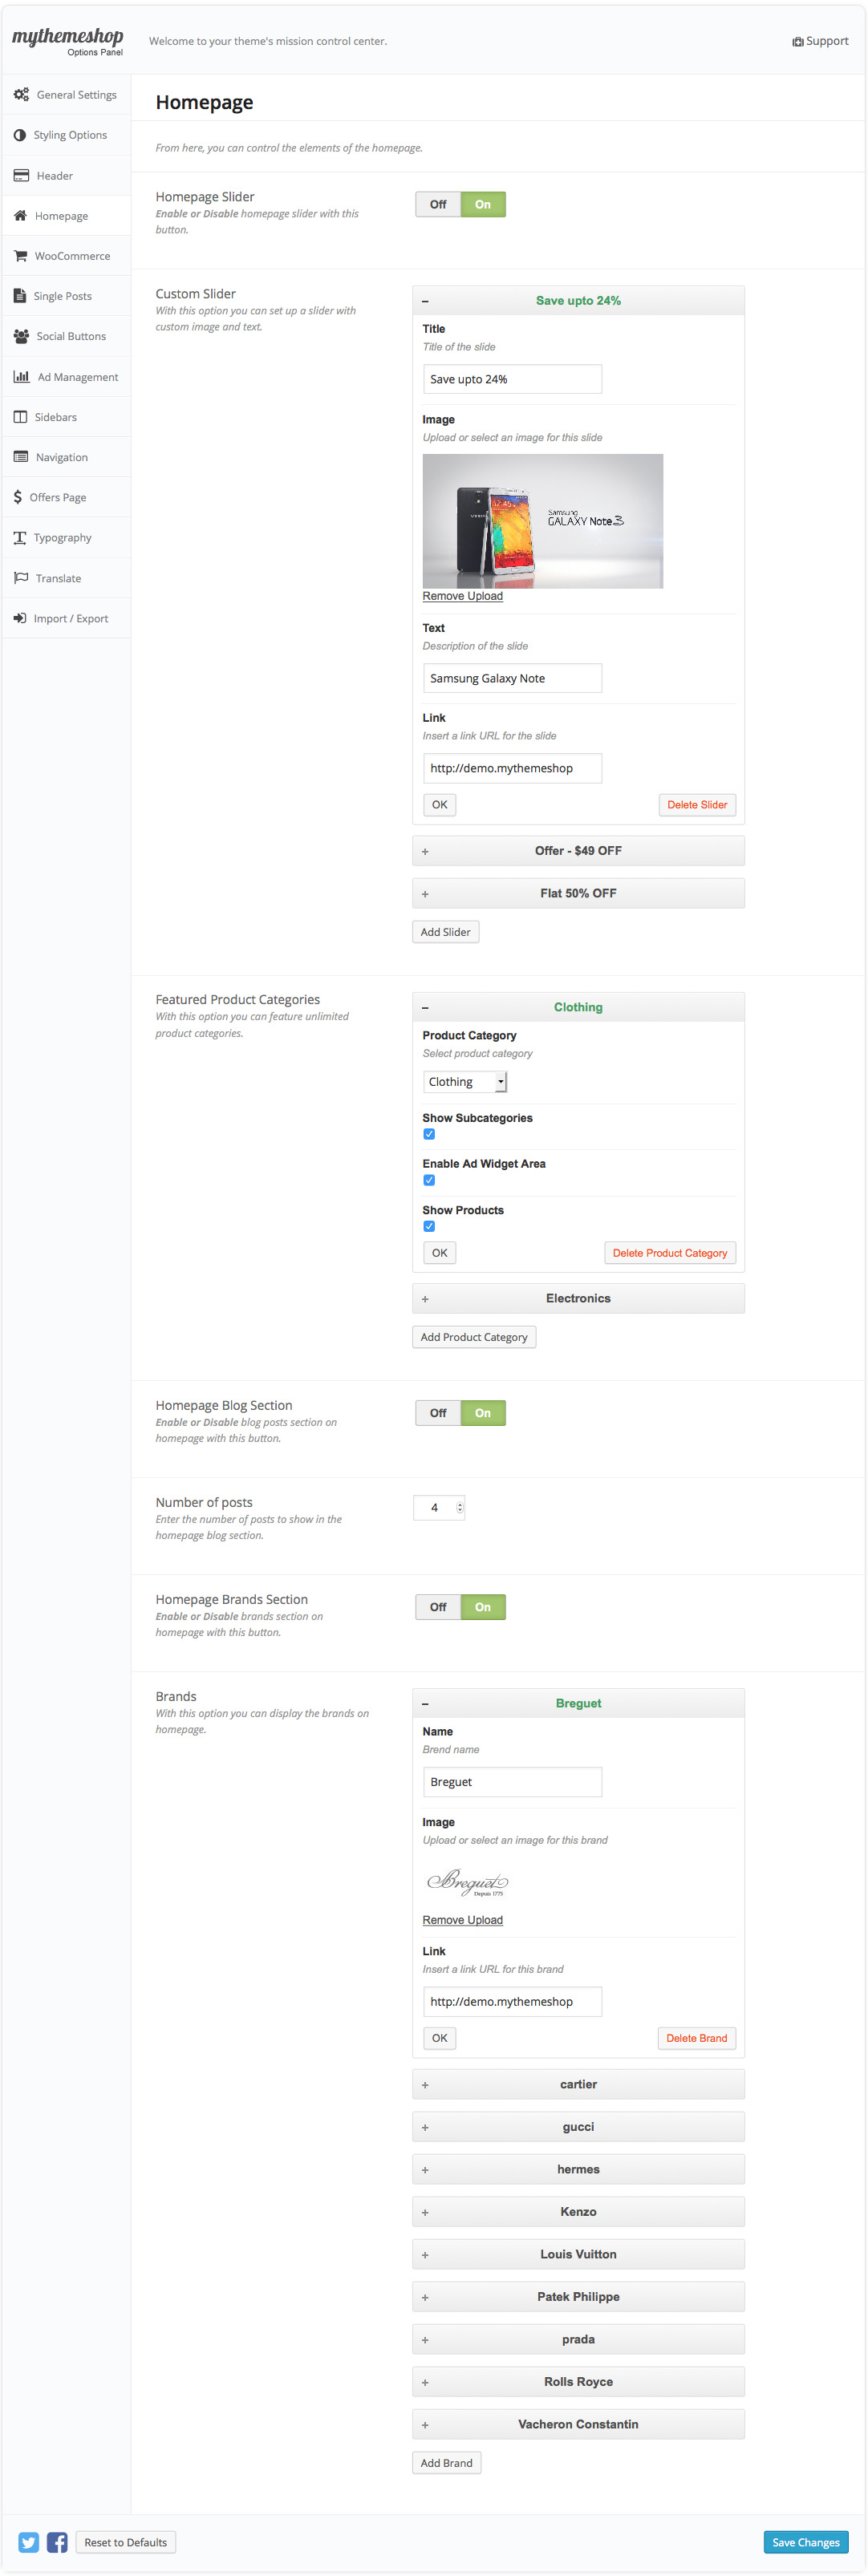 mythemeshop
Options Panel
Welcome to your theme's mission control center.
Support
General Settings
Styling Options
Header
Homepage
WooCommerce
Single Posts
Social Buttons
Ad Management
Sidebars
Navigation
Offers Page
Typography
Translate
Import / Export
Homepage
From here, you can control the elements of the homepage.
Homepage Slider
Enable or Disable homepage slider with this
button.
Off On
Custom Slider
With this option you can set up a slider with
custom image and text.
Save upto 24%
Title
Title of the slide
Save upto 24%
Image
Upload or select an image for this slide
Samsung
GALAXY Note 3
Remove Upload
Text
Description of the slide
Samsung Galaxy Note
Link
Insert a link URL for the slide
http://demo.mythemeshop
OK Delete Slider
+ Offer - $49 OFF
+ Flat 50% OFF
Add Slider
Featured Product Categories
With this option you can feature unlimited
product categories.
Clothing
Product Category
Select product category
Clothing
Show Subcategories
Enable Ad Widget Area
Show Products
OK Delete Product Category
+ Electronics
Add Product Category
Homepage Blog Section
Enable or Disable blog posts section on
homepage with this button.
Off On
Number of posts
Enter the number of posts to show in the
homepage blog section.
4
Homepage Brands Section
Enable or Disable brands section on
homepage with this button.
Off On
Brands
With this option you can display the brands on
homepage.
Breguet
Name
Brend name
Breguet
Image
Upload or select an image for this brand
Breguet
Depuis 1775
Remove Upload
Link
Insert a link URL for this brand
http://demo.mythemeshop
OK Delete Brand
+ cartier
+ gucci
+ hermes
+ Kenzo
+ Louis Vuitton
+ Patek Philippe
+ prada
+ Rolls Royce
+ Vacheron Constantin
Add Brand
Reset to Defaults
Save Changes